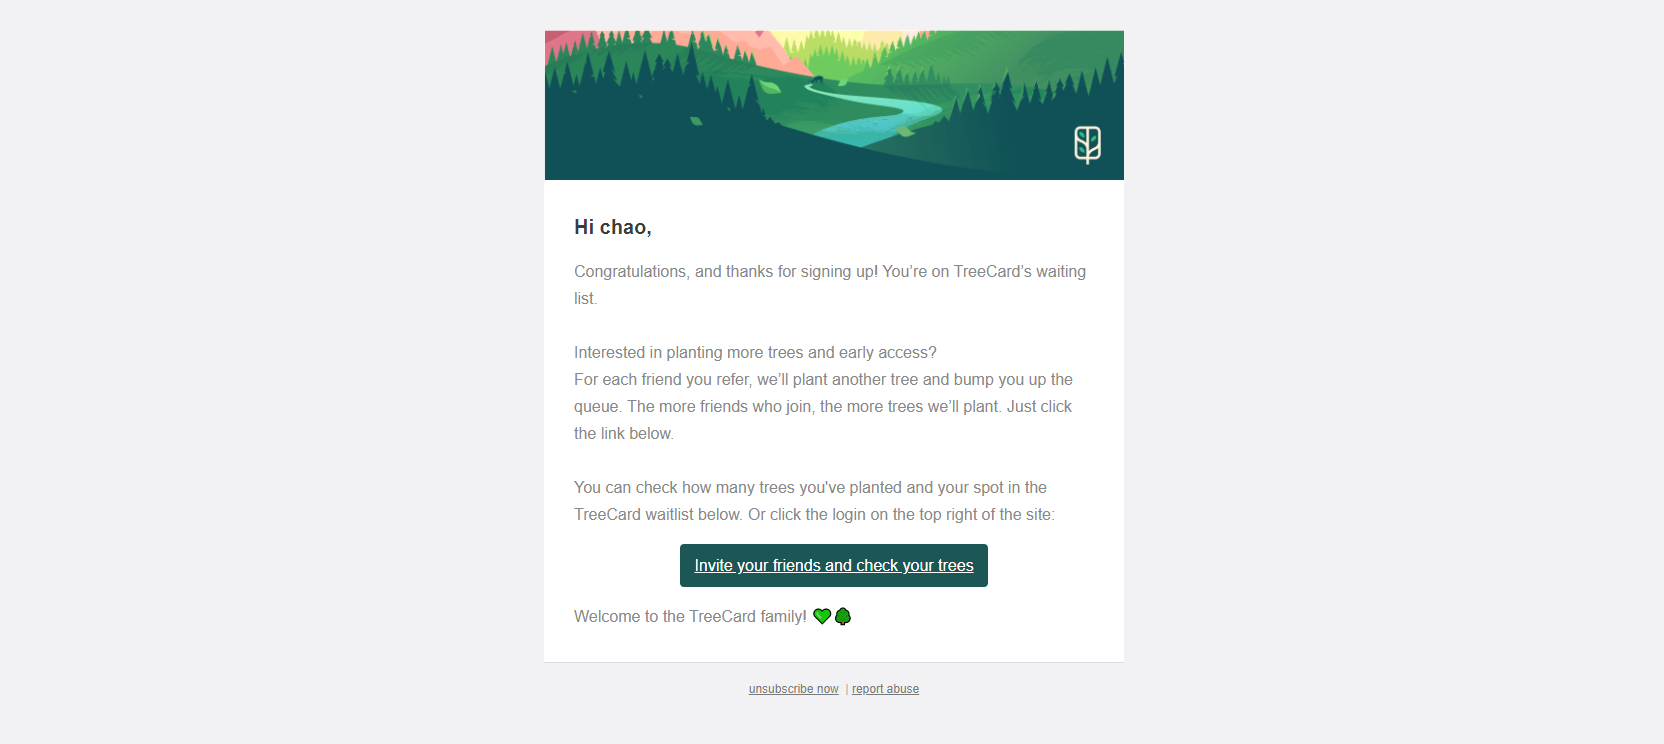 Hi chao,
Congratulations, and thanks for signing up! You’re on TreeCard’s waiting
list.
Interested in planting more trees and early access?
For each friend you refer, we’ll plant another tree and bump you up the
queue. The more friends who join, the more trees we’ll plant. Just click
the link below.
You can check how many trees you've planted and your spot in the
TreeCard waitlist below. Or click the login on the top right of the site:
Invite your friends and check your trees
Welcome to the TreeCard family! 💚🌳
unsubscribe now | report abuse